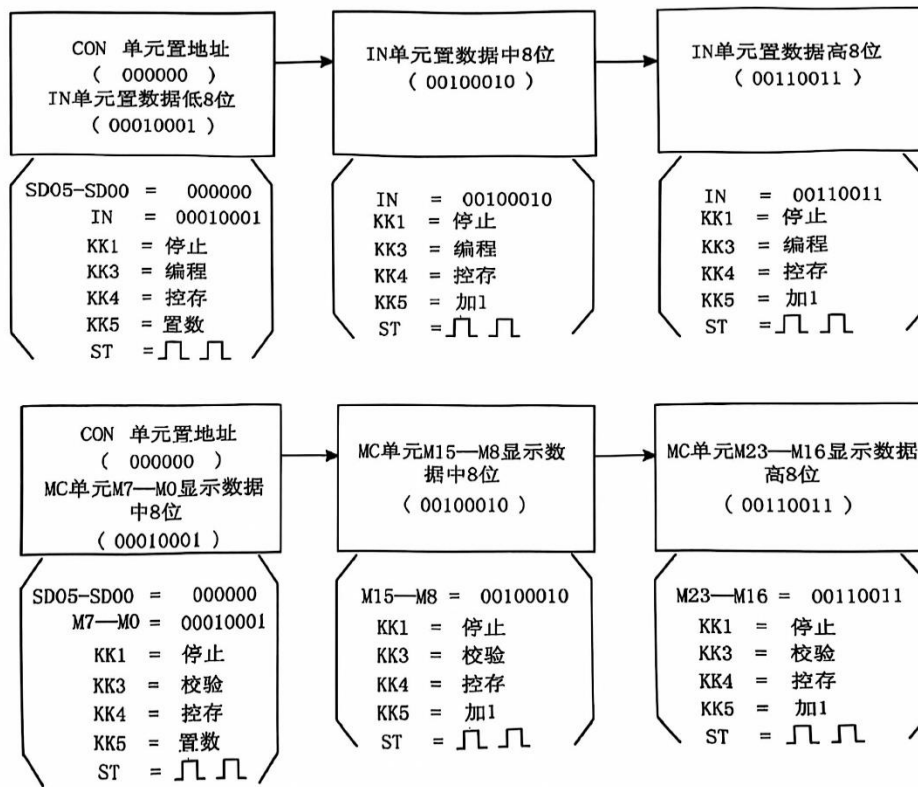 CON 单元置地址
( 000000 )
IN单元置数据低8位
( 00010001 )
IN单元置数据中8位
( 00100010 )
IN单元置数据高8位
( 00110011 )
SD05-SD00 = 000000
IN = 00010001
KK1 = 停止
KK3 = 编程
KK4 = 控存
KK5 = 置数
ST =
IN = 00100010
KK1 = 停止
KK3 = 编程
KK4 = 控存
KK5 = 加1
ST =
IN = 00110011
KK1 = 停止
KK3 = 编程
KK4 = 控存
KK5 = 加1
ST =
CON 单元置地址
( 000000 )
MC单元M7—M0显示数据
中8位
( 00010001 )
MC单元M15—M8显示数
据中8位
( 00100010 )
MC单元M23—M16显示数据
高8位
( 00110011 )
SD05-SD00 = 000000
M7—M0 = 00010001
KK1 = 停止
KK3 = 校验
KK4 = 控存
KK5 = 置数
ST =
M15—M8 = 00100010
KK1 = 停止
KK3 = 校验
KK4 = 控存
KK5 = 加1
ST =
M23—M16 = 00110011
KK1 = 停止
KK3 = 校验
KK4 = 控存
KK5 = 加1
ST =